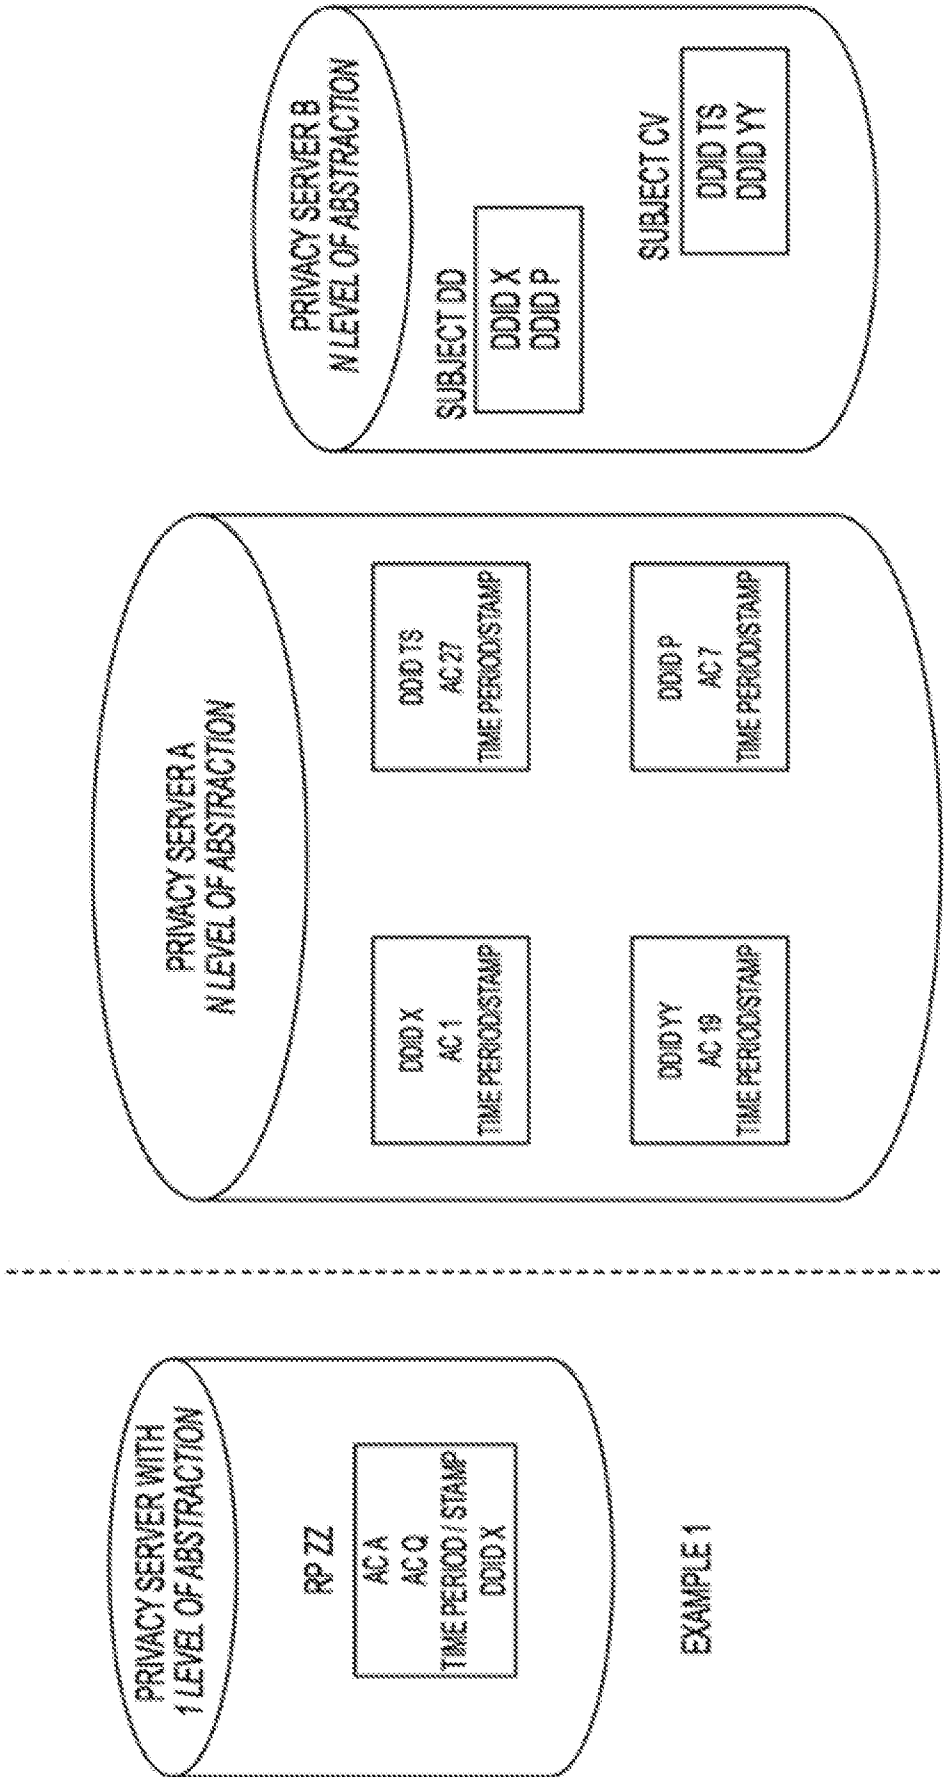 PRIVACY SERVER WITH
1 LEVEL OF ABSTRACTION
RP ZZ
AC A
AC Q
TIME PERIOD / STAMP
DDID X
EXAMPLE 1
PRIVACY SERVER A
N LEVEL OF ABSTRACTION
DDID X
AC 1
TIME PERIOD/STAMP
DDID TS
AC 27
TIME PERIOD/STAMP
DDID YY
AC 19
TIME PERIOD/STAMP
DDID P
AC 7
TIME PERIOD/STAMP
PRIVACY SERVER B
N LEVEL OF ABSTRACTION
SUBJECT DD
DDID X
DDID P
SUBJECT CV
DDID TS
DDID YY